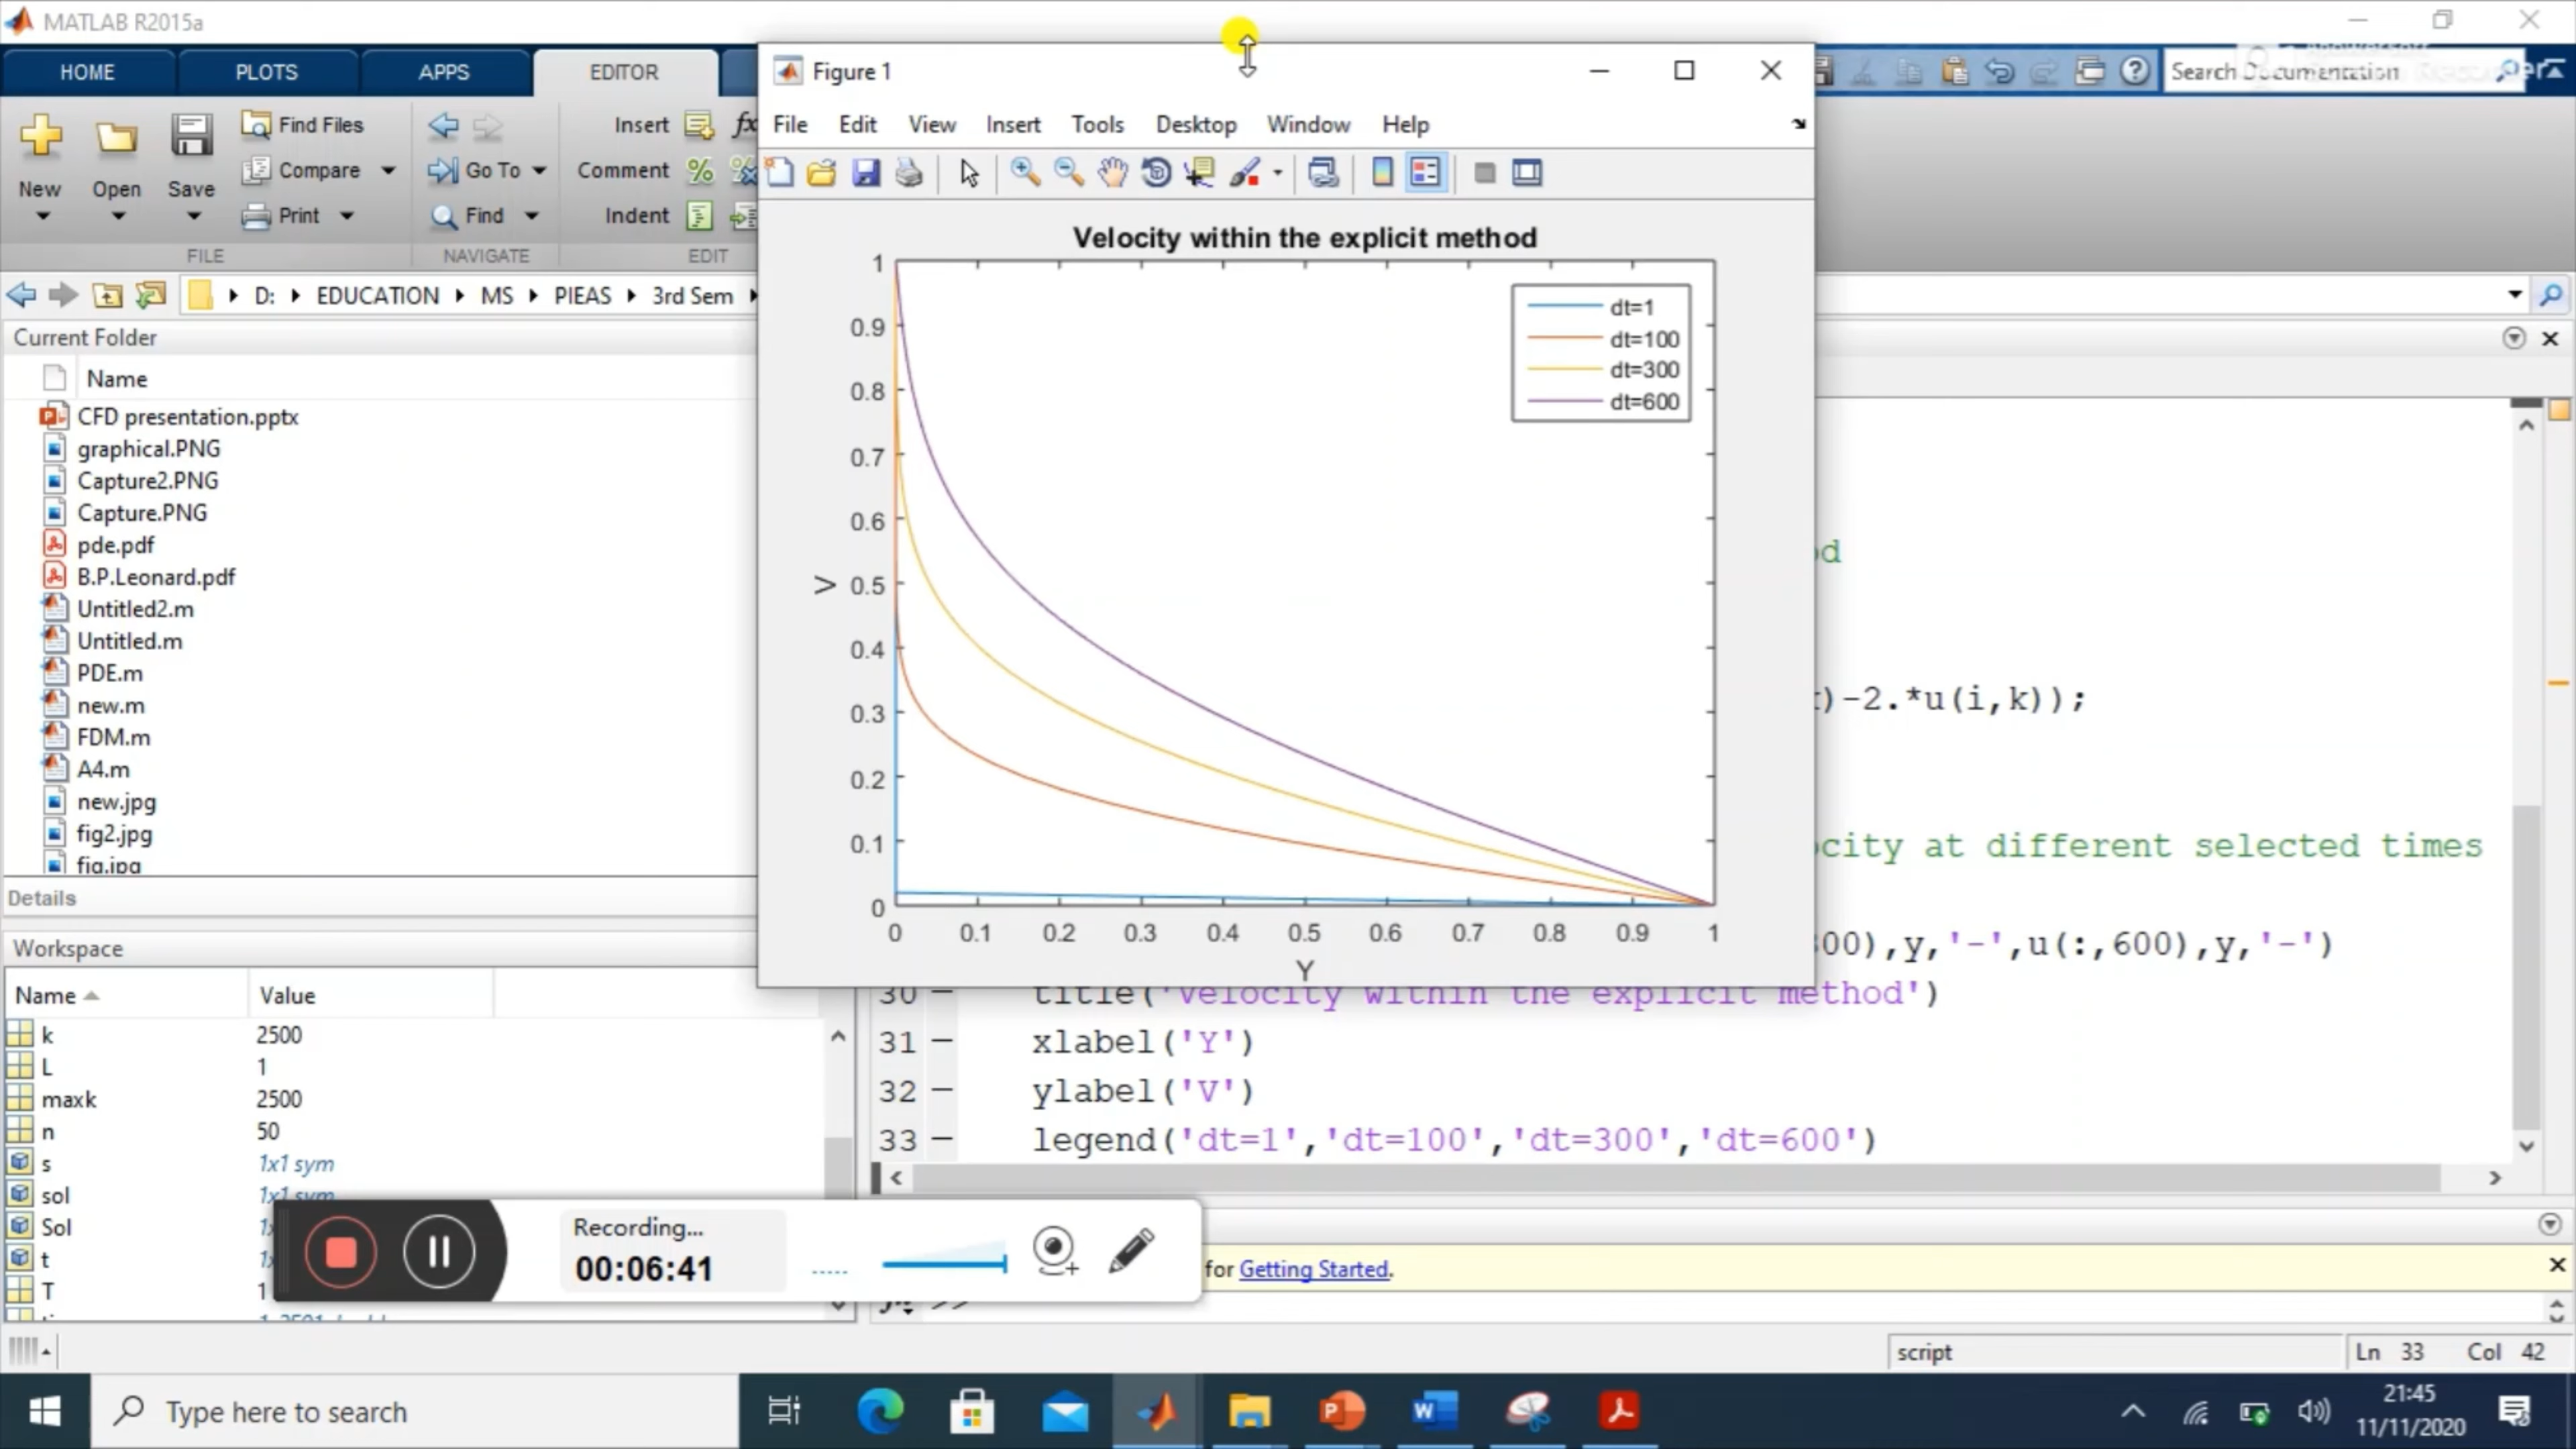 MATLAB R2015a
HOME PLOTS APPS EDITOR
Search Documentation
New Open Save
Find Files
Compare
Print
FILE
Go To
Find
NAVIGATE
Insert fx
Comment
Indent
EDIT
D: EDUCATION MS PIEAS 3rd Sem
Current Folder
Name
CFD presentation.pptx
graphical.PNG
Capture2.PNG
Capture.PNG
pde.pdf
B.P.Leonard.pdf
Untitled2.m
Untitled.m
PDE.m
new.m
FDM.m
A4.m
new.jpg
fig2.jpg
fig.jpg
Details
Workspace
Name Value
k 2500
L 1
maxk 2500
n 50
s 1x1 sym
sol 1x1 sym
Sol
t
T 1
Figure 1
File Edit View Insert Tools Desktop Window Help
Velocity within the explicit method
1
0.9
0.8
0.7
0.6
0.5
0.4
0.3
0.2
0.1
0
V
0 0.1 0.2 0.3 0.4 0.5 0.6 0.7 0.8 0.9 1
Y
dt=1
dt=100
dt=300
dt=600
)-2.*u(i,k));
city at different selected times
00),y,'-',u(:,600),y,'-')
30 title('Velocity within the explicit method')
31 xlabel('Y')
32 ylabel('V')
33 legend('dt=1','dt=100','dt=300','dt=600')
for Getting Started.
fx >>
Recording...
00:06:41
script Ln 33 Col 42
Type here to search
21:45
11/11/2020